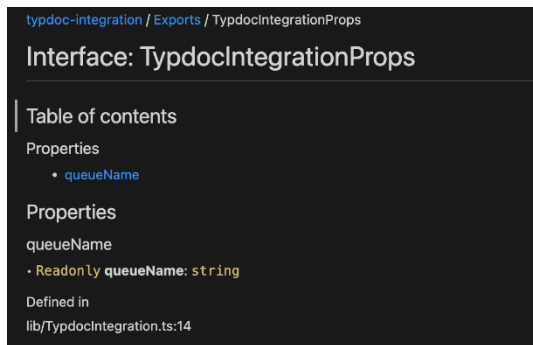 typdoc-integration / Exports / TypdocIntegrationProps
Interface: TypdocIntegrationProps
Table of contents
Properties
• queueName
Properties
queueName
• Readonly queueName: string
Defined in
lib/TypdocIntegration.ts:14